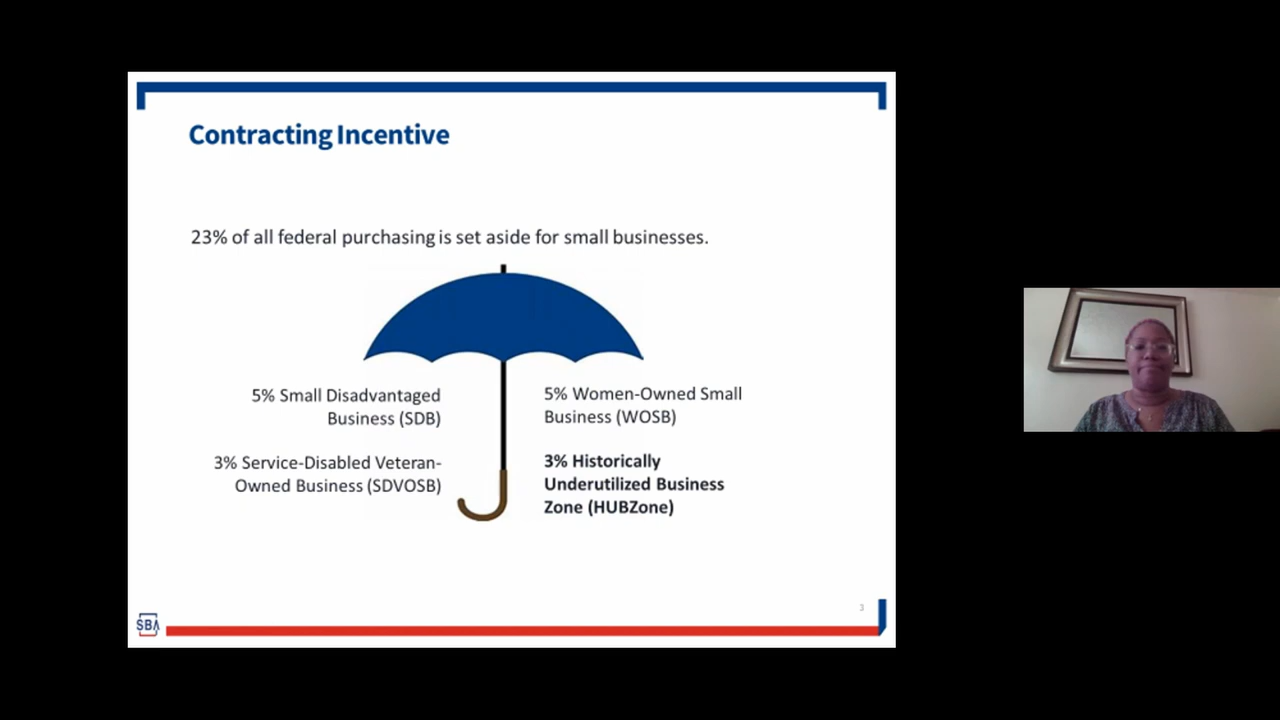 Contracting Incentive
23% of all federal purchasing is set aside for small businesses.
5% Small Disadvantaged
Business (SDB)
3% Service-Disabled Veteran-
Owned Business (SDVOSB)
5% Women-Owned Small
Business (WOSB)
3% Historically
Underutilized Business
Zone (HUBZone)
3
SBA